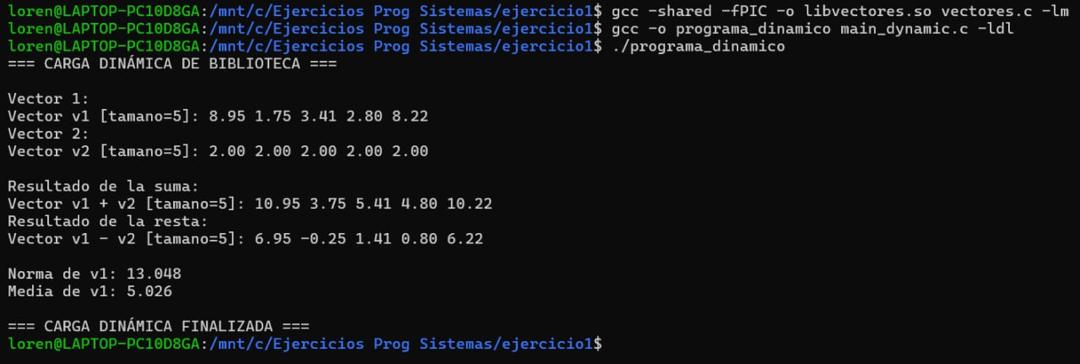 loren@LAPTOP-PC10D8GA:/mnt/c/Ejercicios Prog Sistemas/ejercicio1$ gcc -shared -fPIC -o libvectores.so vectores.c -lm
loren@LAPTOP-PC10D8GA:/mnt/c/Ejercicios Prog Sistemas/ejercicio1$ gcc -o programa_dinamico main_dynamic.c -ldl
loren@LAPTOP-PC10D8GA:/mnt/c/Ejercicios Prog Sistemas/ejercicio1$ ./programa_dinamico
=== CARGA DINÁMICA DE BIBLIOTECA ===
Vector 1:
Vector v1 [tamano=5]: 8.95 1.75 3.41 2.80 8.22
Vector 2:
Vector v2 [tamano=5]: 2.00 2.00 2.00 2.00 2.00
Resultado de la suma:
Vector v1 + v2 [tamano=5]: 10.95 3.75 5.41 4.80 10.22
Resultado de la resta:
Vector v1 - v2 [tamano=5]: 6.95 -0.25 1.41 0.80 6.22
Norma de v1: 13.048
Media de v1: 5.026
=== CARGA DINÁMICA FINALIZADA ===
loren@LAPTOP-PC10D8GA:/mnt/c/Ejercicios Prog Sistemas/ejercicio1$